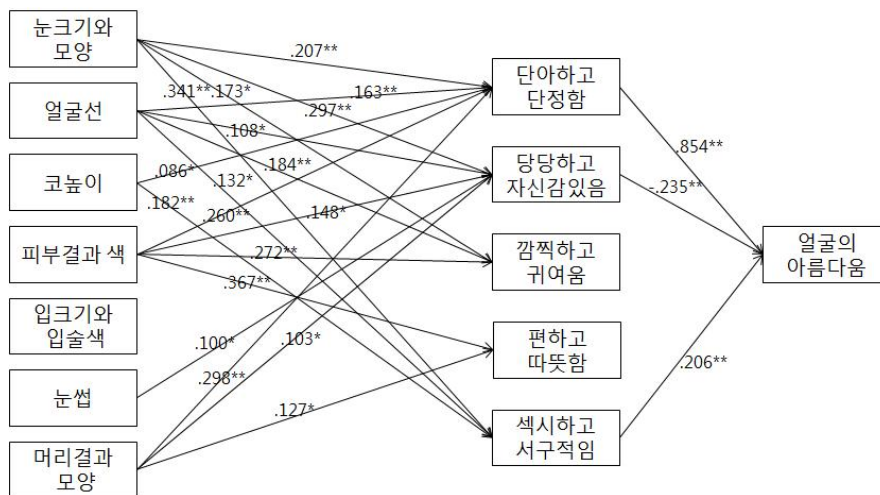 눈크기와
모양
얼굴선
코높이
피부결과 색
입크기와
입술색
눈썹
머리결과
모양
.207**
.341**
.173*
.163**
.297**
.108*
.184**
.086*
.132*
.182**
.260**
.148*
.272**
.367**
.100*
.103*
.298**
.127*
단아하고
단정함
당당하고
자신감있음
깜찍하고
귀여움
편하고
따뜻함
섹시하고
서구적임
.854**
-.235**
.206**
얼굴의
아름다움